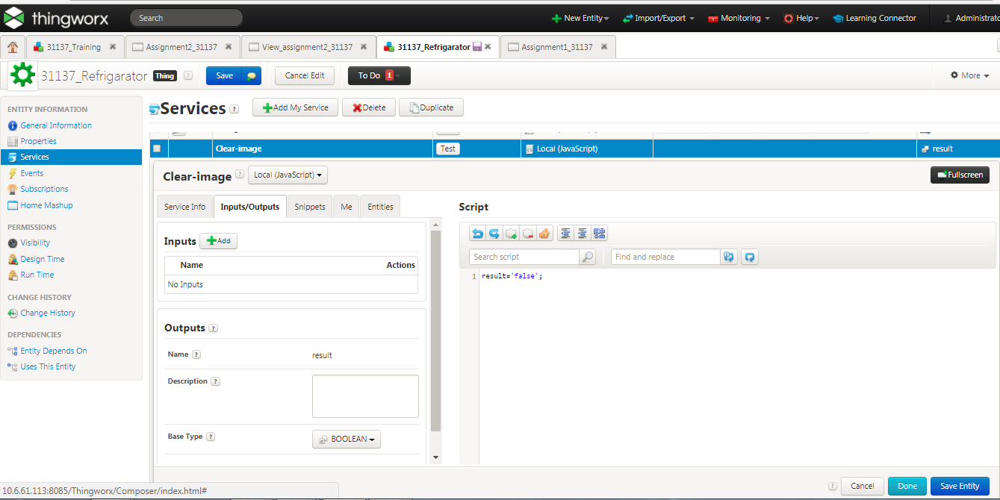 thingworx
Search
New Entity
Import/Export
Monitoring
Help
Learning Connector
Administrato
31137_Training
Assignment2_31137
View_assignment2_31137
31137_Refrigarator
Assignment1_31137
31137_Refrigarator Thing ?
Save
Cancel Edit
To Do 1
More
ENTITY INFORMATION
General Information
Properties
Services
Events
Subscriptions
Home Mashup
PERMISSIONS
Visibility
Design Time
Run Time
CHANGE HISTORY
Change History
DEPENDENCIES
Entity Depends On
Uses This Entity
Services ?
Add My Service
Delete
Duplicate
Clear-image
Test
Local (JavaScript)
result
Clear-image ?
Local (JavaScript)
Fullscreen
Service Info
Inputs/Outputs
Snippets
Me
Entities
Inputs
Add
Name Actions
No Inputs
Outputs ?
Name ? result
Description ?
Base Type ? BOOLEAN
Script
Search script
Find and replace
1 result='false';
? Cancel Done Save Entity
10.6.61.113:8085/Thingworx/Composer/index.html#